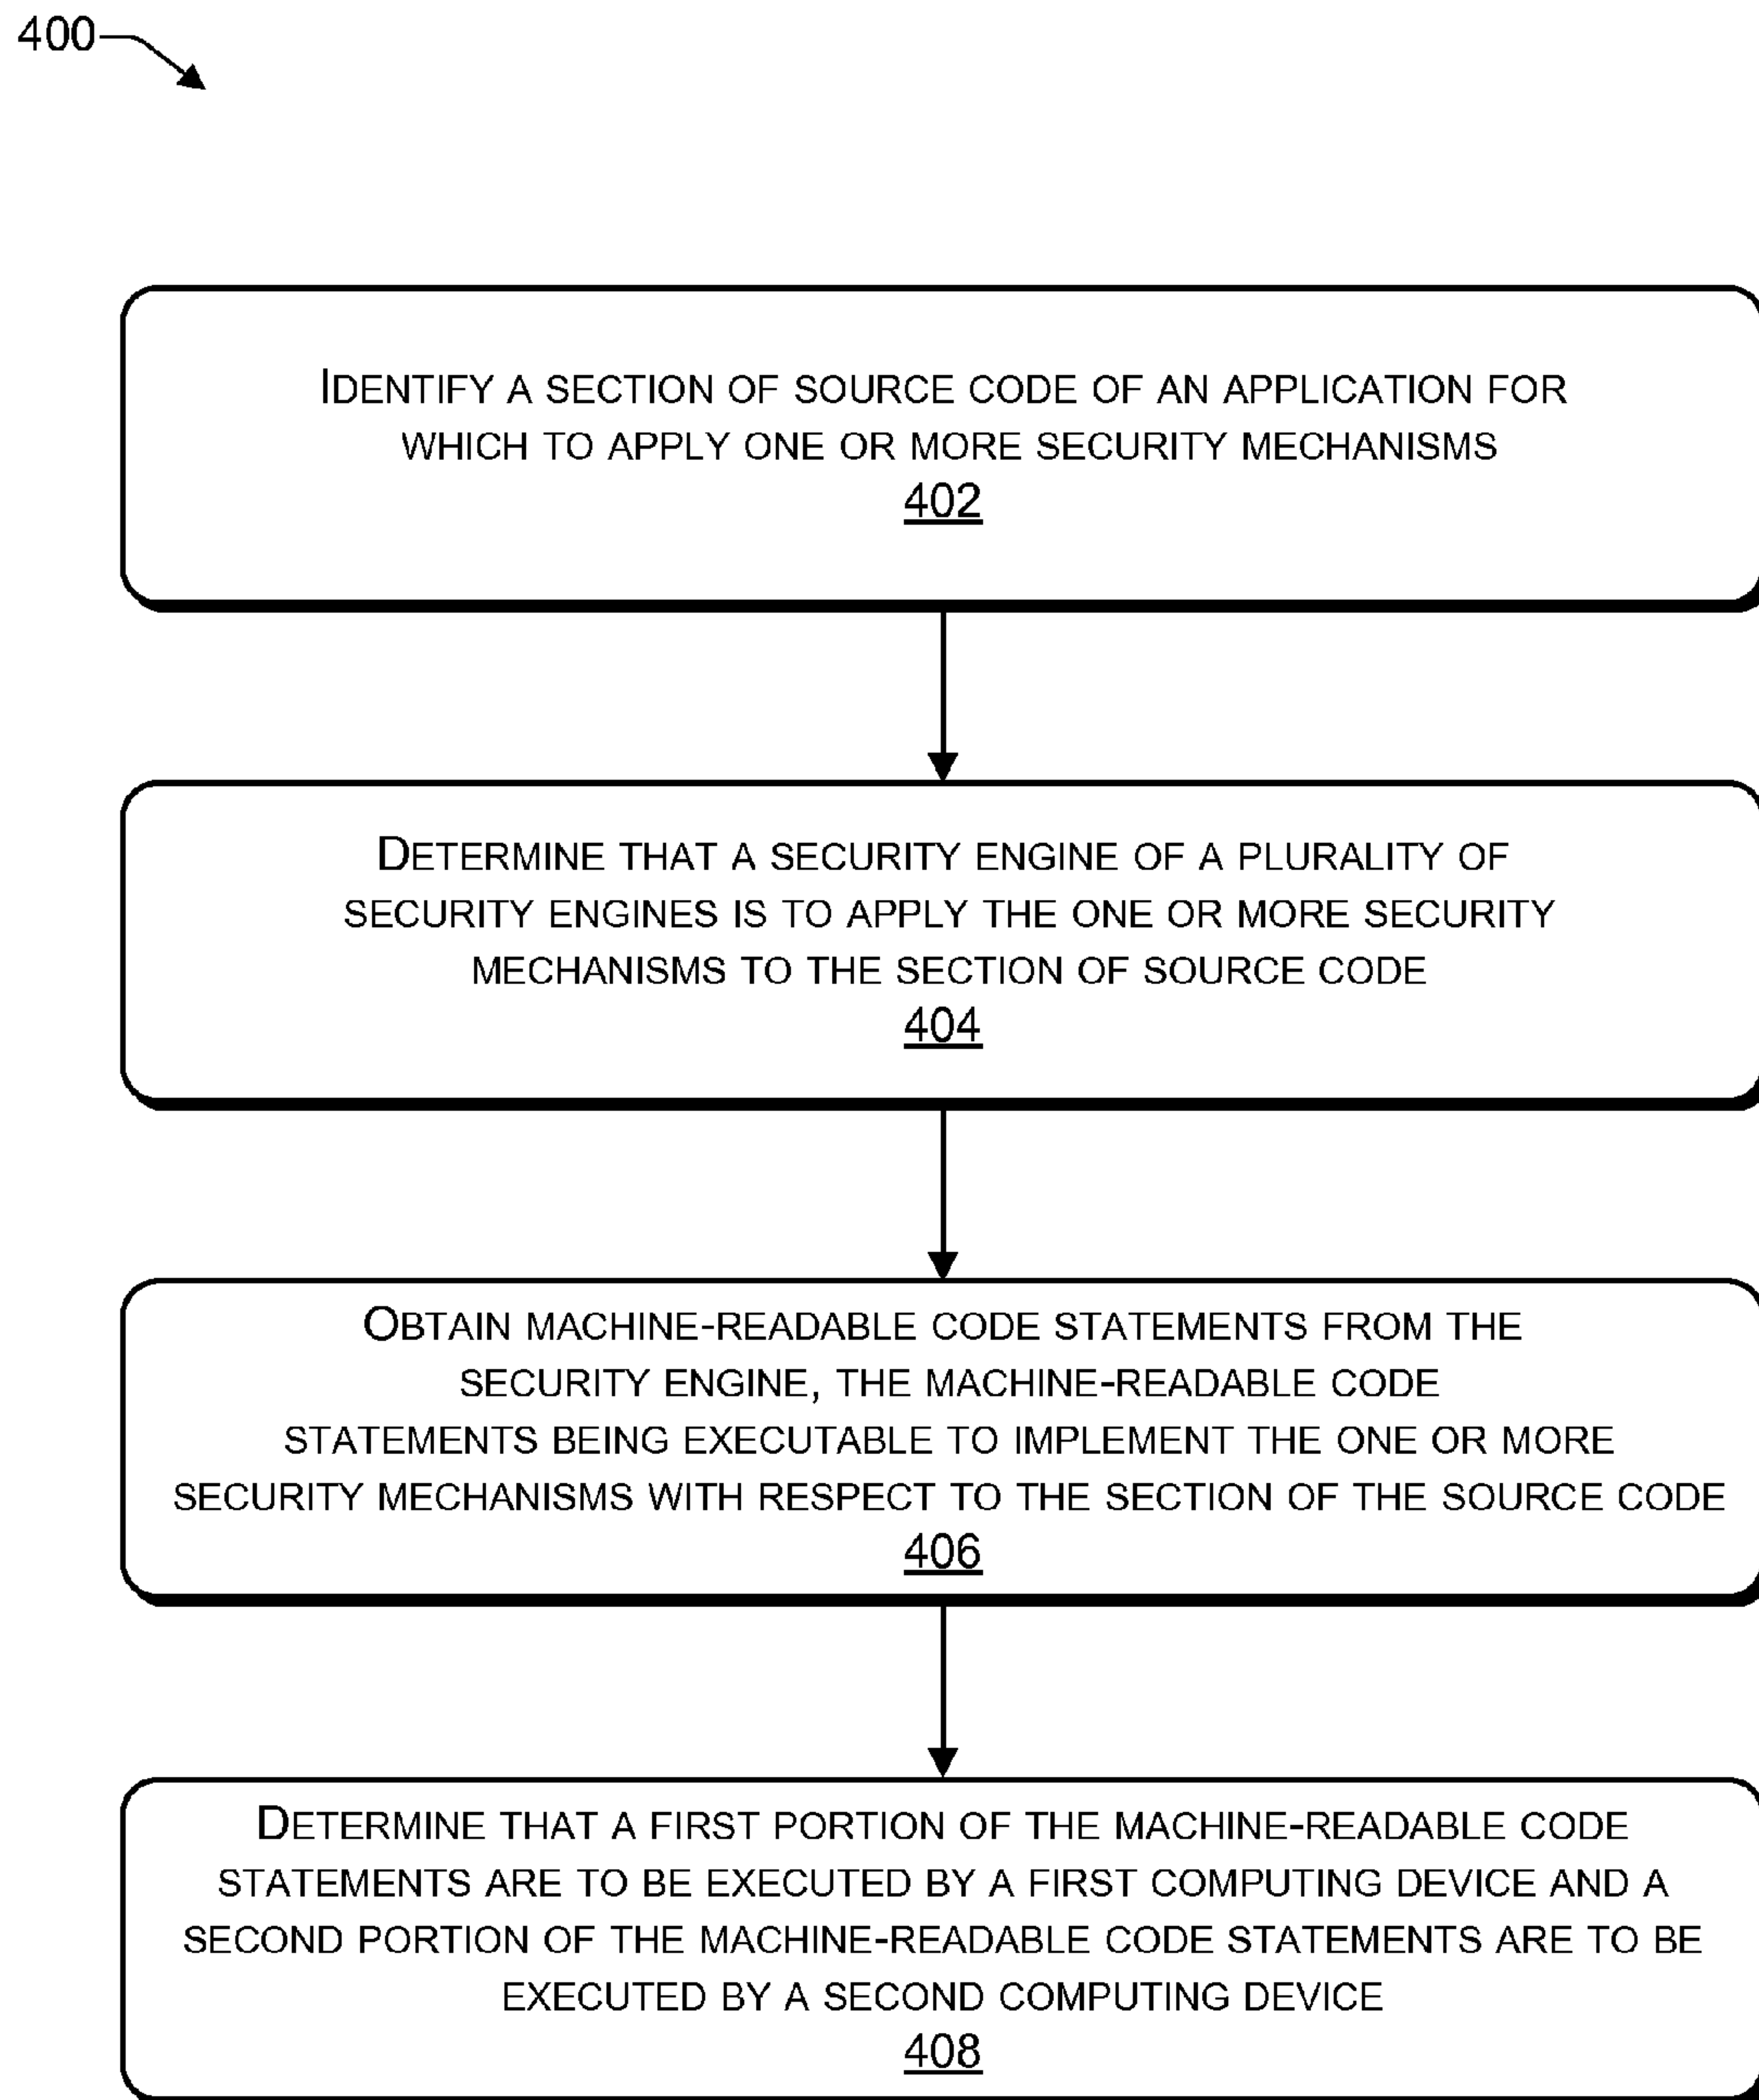 400
IDENTIFY A SECTION OF SOURCE CODE OF AN APPLICATION FOR
WHICH TO APPLY ONE OR MORE SECURITY MECHANISMS
402
DETERMINE THAT A SECURITY ENGINE OF A PLURALITY OF
SECURITY ENGINES IS TO APPLY THE ONE OR MORE SECURITY
MECHANISMS TO THE SECTION OF SOURCE CODE
404
OBTAIN MACHINE-READABLE CODE STATEMENTS FROM THE
SECURITY ENGINE, THE MACHINE-READABLE CODE
STATEMENTS BEING EXECUTABLE TO IMPLEMENT THE ONE OR MORE
SECURITY MECHANISMS WITH RESPECT TO THE SECTION OF THE SOURCE CODE
406
DETERMINE THAT A FIRST PORTION OF THE MACHINE-READABLE CODE
STATEMENTS ARE TO BE EXECUTED BY A FIRST COMPUTING DEVICE AND A
SECOND PORTION OF THE MACHINE-READABLE CODE STATEMENTS ARE TO BE
EXECUTED BY A SECOND COMPUTING DEVICE
408